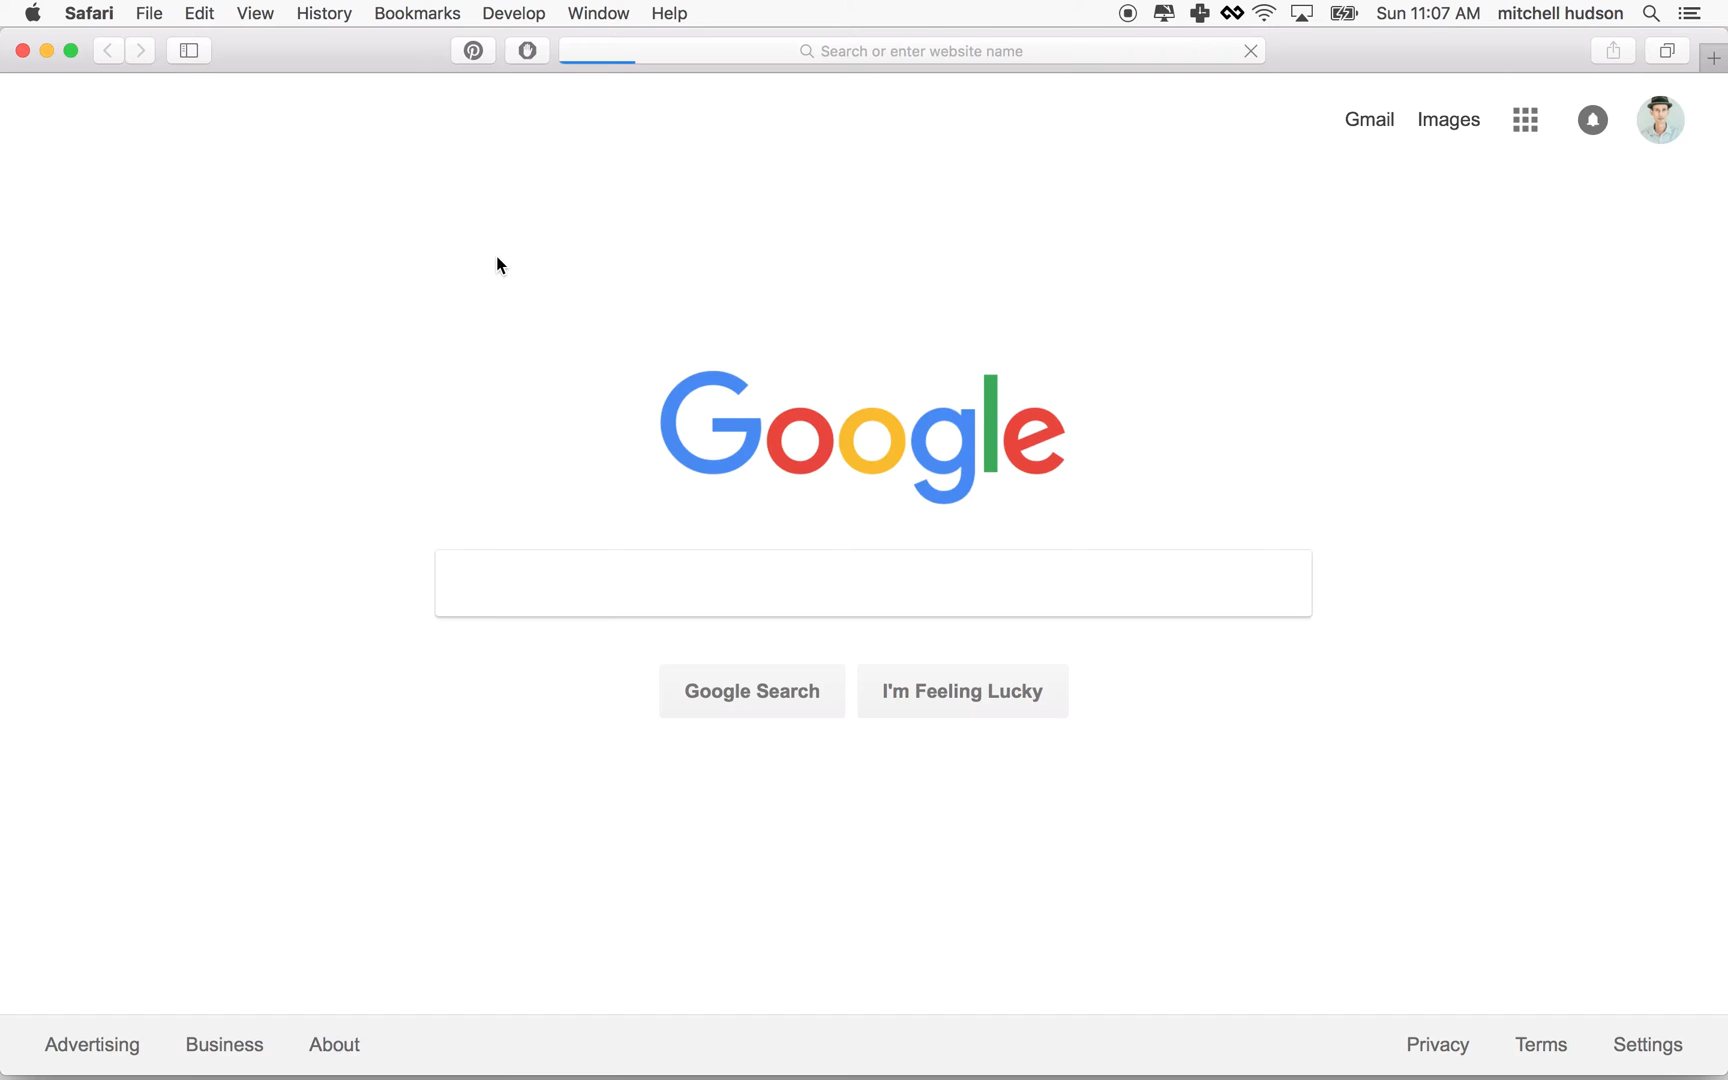 Safari File Edit View History Bookmarks Develop Window Help Sun 11:07 AM mitchell hudson
Search or enter website name
Gmail Images
Google
Google Search I'm Feeling Lucky
Advertising Business About Privacy Terms Settings